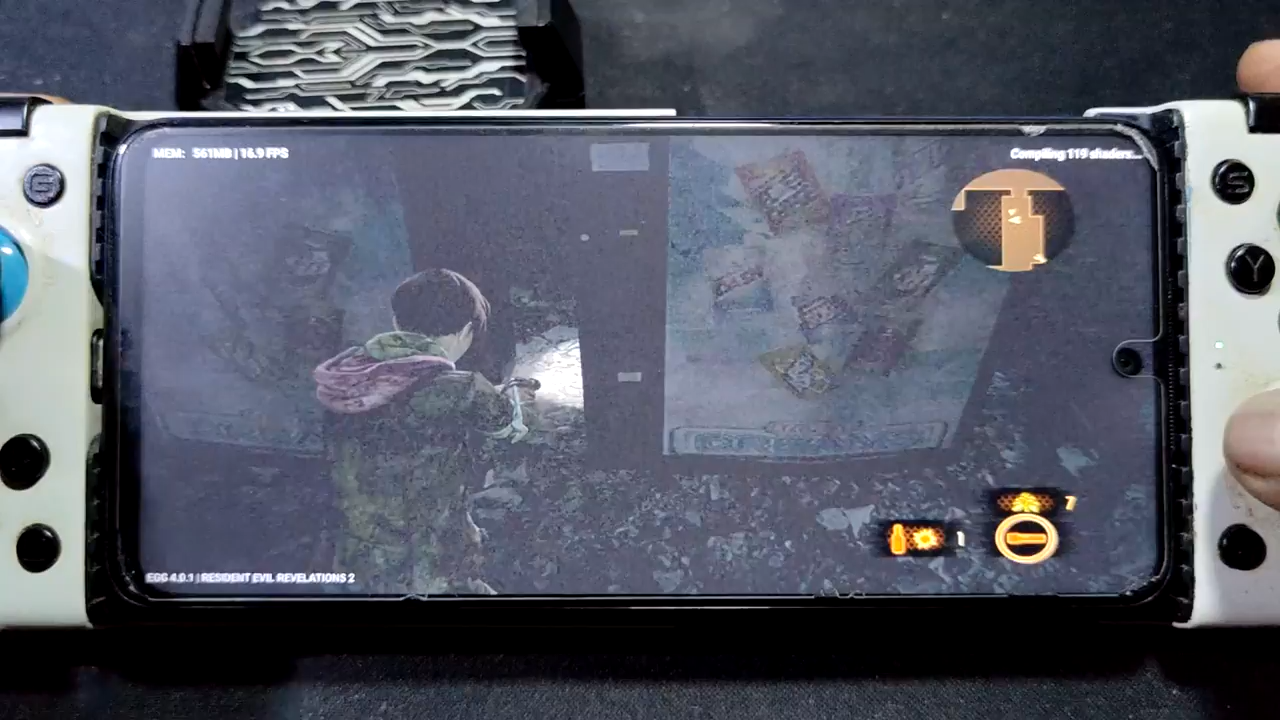 MEM: 561MB | 16.9 FPS
Compiling 119 shaders...
G
S
Y
7
1
EGG 4.0.1 | RESIDENT EVIL REVELATIONS 2